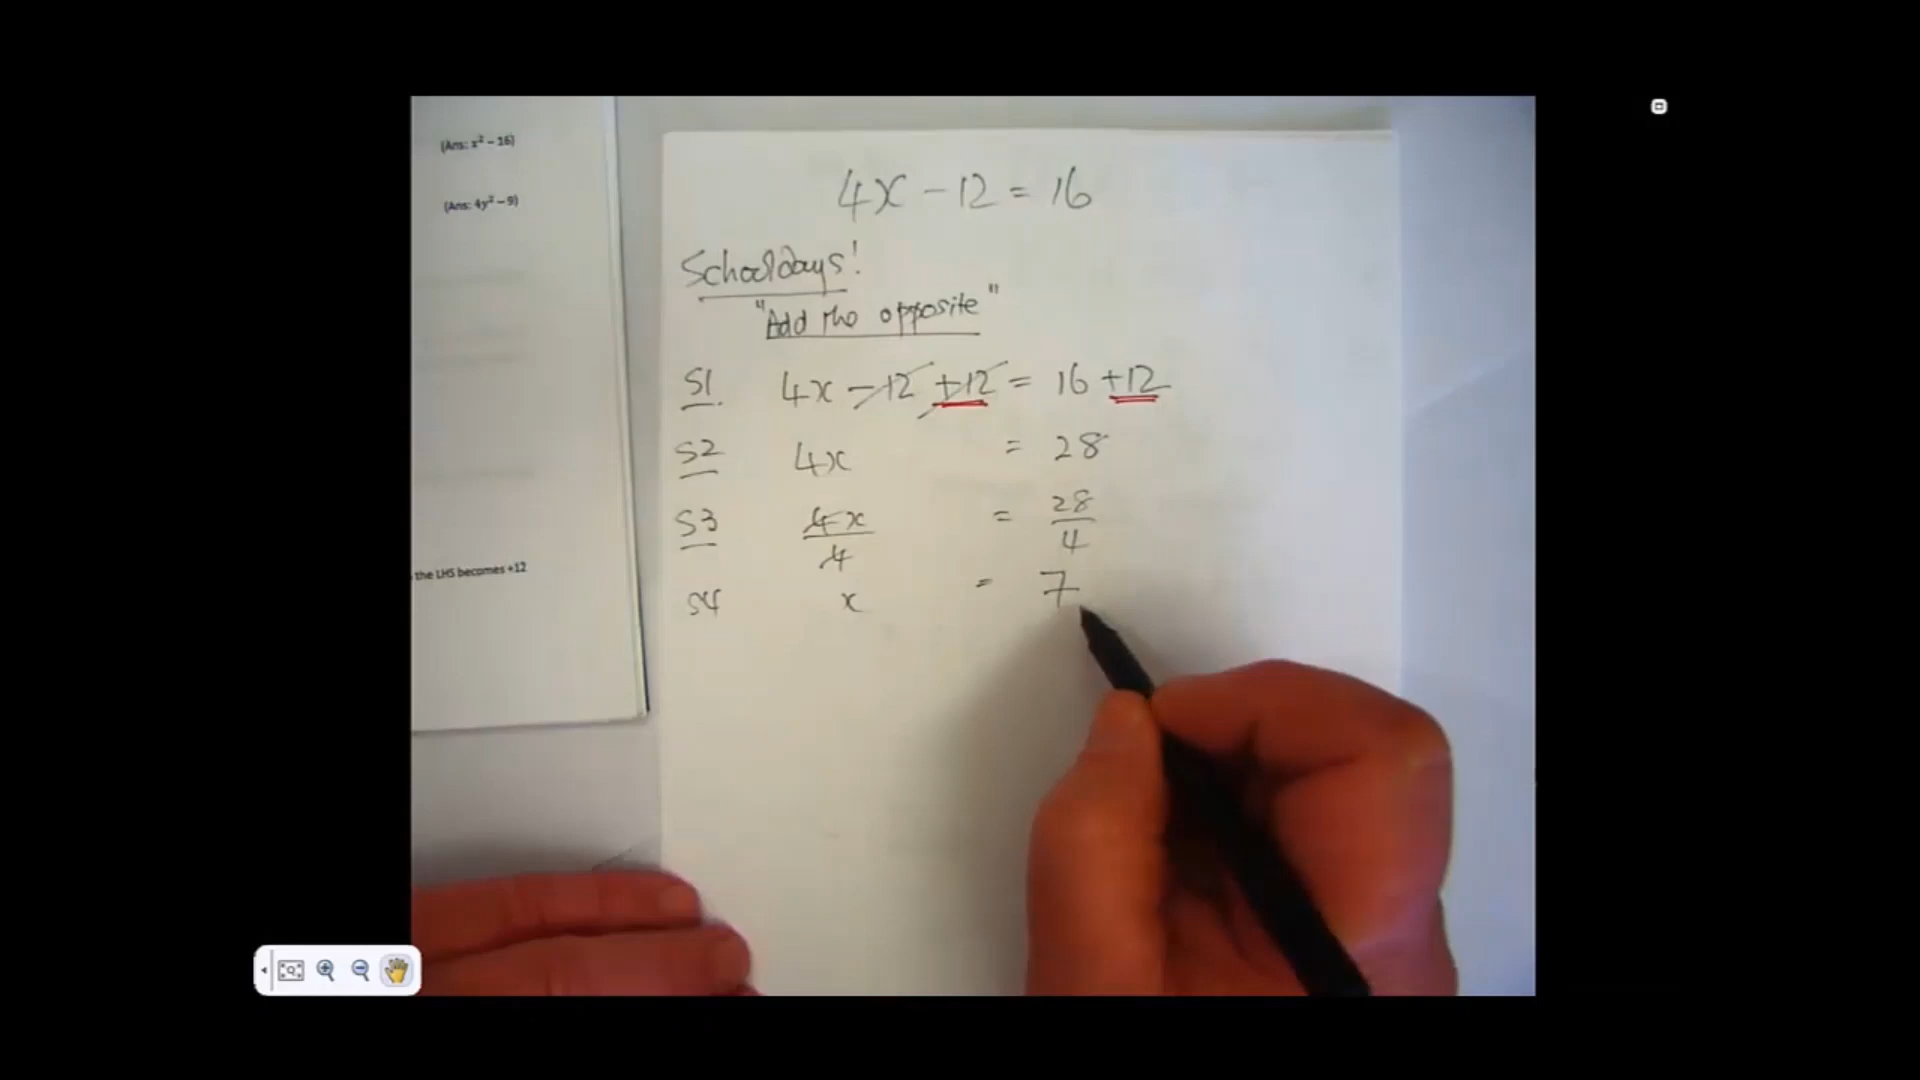 (Ans: x² – 16)
(Ans: 4y² – 9)
the LHS becomes +12
4x - 12 = 16
Schooldays!
"Add the opposite"
S1 4x - 12 + 12 = 16 + 12
S2 4x = 28
S3 4x/4 = 28/4
S4 x = 7